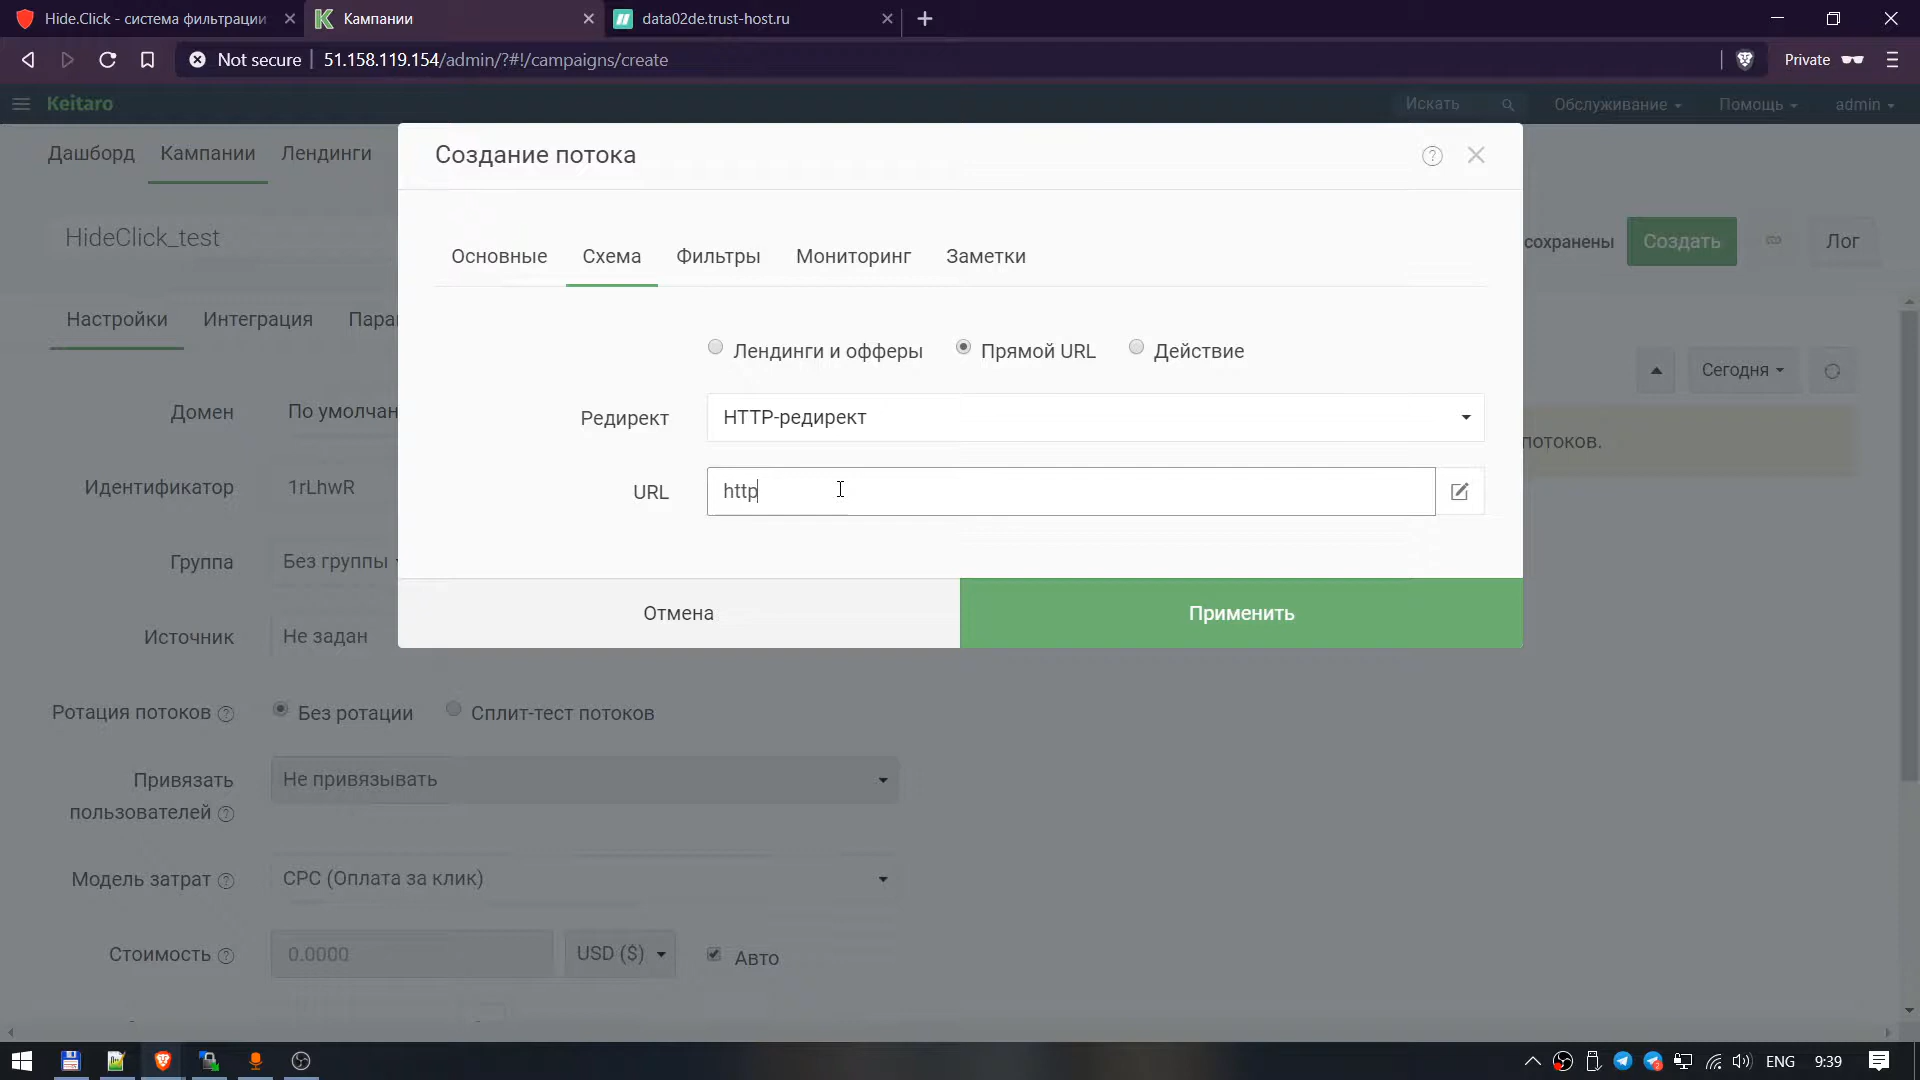 Hide.Click - система фильтраци
Кампании
data02de.trust-host.ru
Not secure
51.158.119.154/admin/?#!/campaigns/create
Private
Keitaro
Искать
Обслуживание
Помощь
admin
Дашборд
Кампании
Лендинги
Создание потока
HideClick_test
сохранены
Создать
Лог
Основные
Схема
Фильтры
Мониторинг
Заметки
Настройки
Интеграция
Пара
Лендинги и офферы
Прямой URL
Действие
Сегодня
Домен
По умолчан
Редирект
HTTP-редирект
потоков.
Идентификатор
1rLhwR
URL
http
Группа
Без группы
Отмена
Применить
Источник
Не задан
Ротация потоков
Без ротации
Сплит-тест потоков
Привязать
пользователей
Не привязывать
Модель затрат
CPC (Оплата за клик)
Стоимость
0.0000
USD ($)
Авто
ENG
9:39